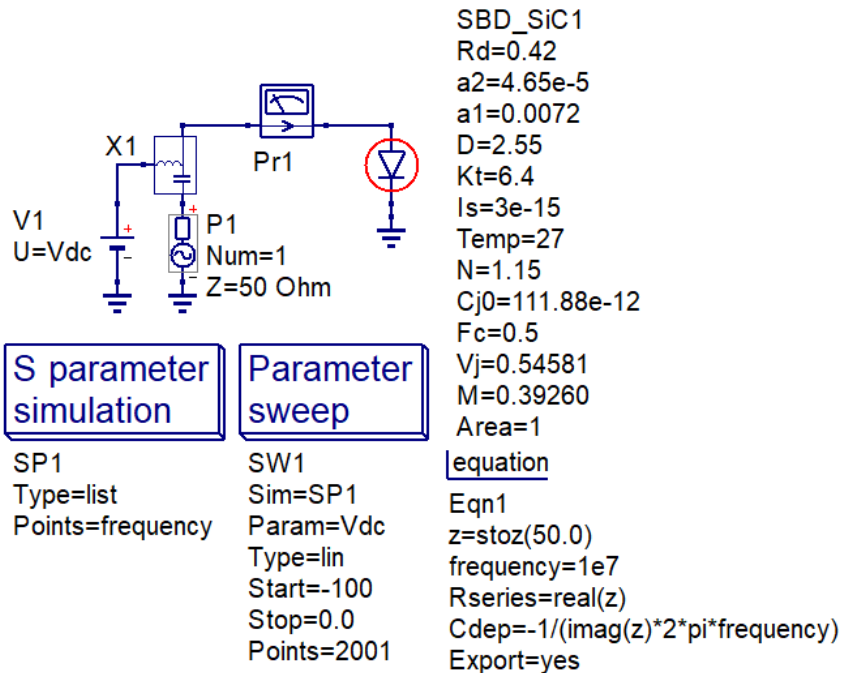 SBD_SiC1
Rd=0.42
a2=4.65e-5
a1=0.0072
D=2.55
Kt=6.4
Is=3e-15
Temp=27
N=1.15
Cj0=111.88e-12
Fc=0.5
Vj=0.54581
M=0.39260
Area=1
X1
Pr1
V1
U=Vdc
+
-
+
-
P1
Num=1
Z=50 Ohm
S parameter
simulation
SP1
Type=list
Points=frequency
Parameter
sweep
SW1
Sim=SP1
Param=Vdc
Type=lin
Start=-100
Stop=0.0
Points=2001
equation
Eqn1
z=stoz(50.0)
frequency=1e7
Rseries=real(z)
Cdep=-1/(imag(z)*2*pi*frequency)
Export=yes